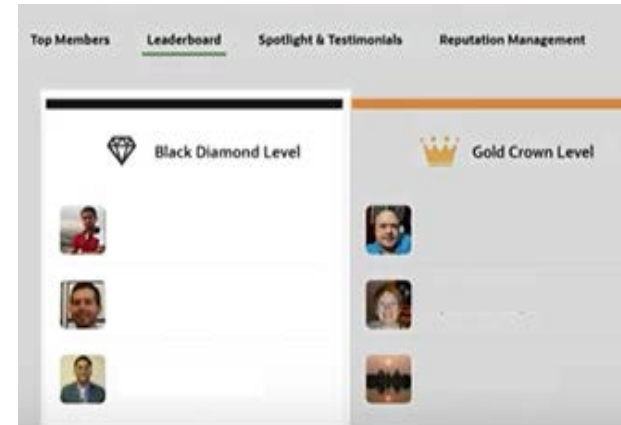 Top Members Leaderboard Spotlight & Testimonials Reputation Management
Black Diamond Level
Gold Crown Level